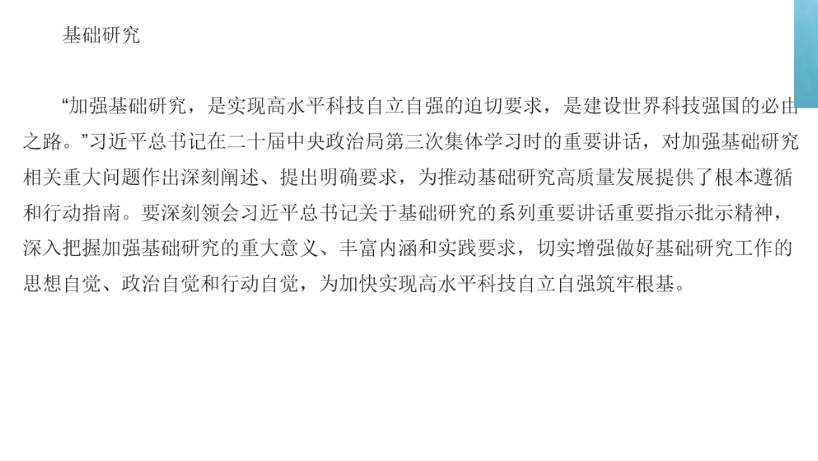 基础研究
“加强基础研究，是实现高水平科技自立自强的迫切要求，是建设世界科技强国的必由
之路。”习近平总书记在二十届中央政治局第三次集体学习时的重要讲话，对加强基础研究
相关重大问题作出深刻阐述、提出明确要求，为推动基础研究高质量发展提供了根本遵循
和行动指南。要深刻领会习近平总书记关于基础研究的系列重要讲话重要指示批示精神，
深入把握加强基础研究的重大意义、丰富内涵和实践要求，切实增强做好基础研究工作的
思想自觉、政治自觉和行动自觉，为加快实现高水平科技自立自强筑牢根基。